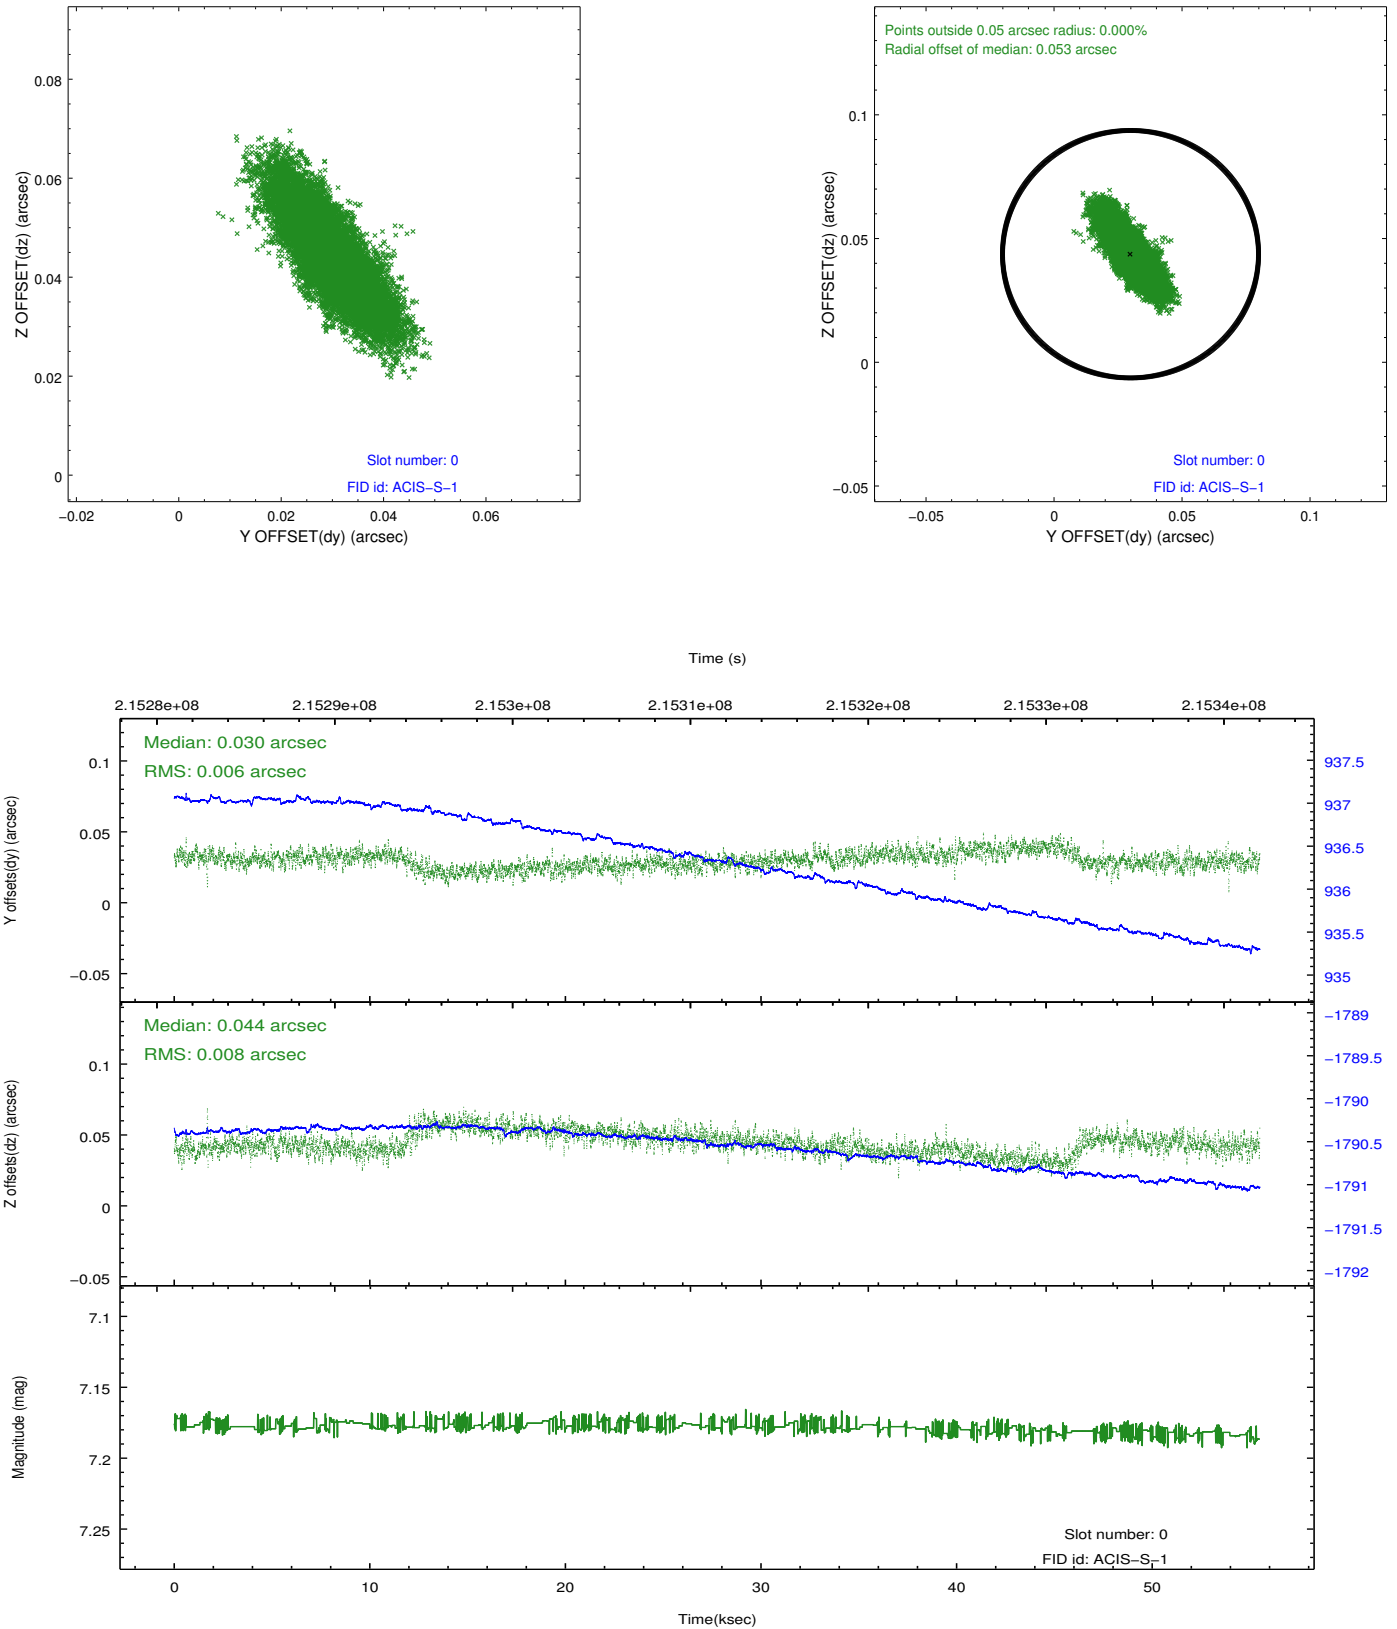 0.08
0.06
0.04
0.02
0
Z OFFSET(dz) (arcsec)
Slot number: 0
FID id: ACIS−S−1
−0.02 0 0.02 0.04 0.06
Y OFFSET(dy) (arcsec)
Points outside 0.05 arcsec radius: 0.000%
Radial offset of median: 0.053 arcsec
0.1
0.05
0
−0.05
Z OFFSET(dz) (arcsec)
Slot number: 0
FID id: ACIS−S−1
−0.05 0 0.05 0.1
Y OFFSET(dy) (arcsec)
Time (s)
2.1528e+08 2.1529e+08 2.153e+08 2.1531e+08 2.1532e+08 2.1533e+08 2.1534e+08
Median: 0.030 arcsec
RMS: 0.006 arcsec
0.1
0.05
0
−0.05
Y offsets(dy) (arcsec)
937.5
937
936.5
936
935.5
935
Median: 0.044 arcsec
RMS: 0.008 arcsec
0.1
0.05
0
−0.05
Z offsets(dz) (arcsec)
−1789
−1789.5
−1790
−1790.5
−1791
−1791.5
−1792
7.1
7.15
7.2
7.25
Magnitude (mag)
Slot number: 0
FID id: ACIS−S−1
0 10 20 30 40 50
Time(ksec)